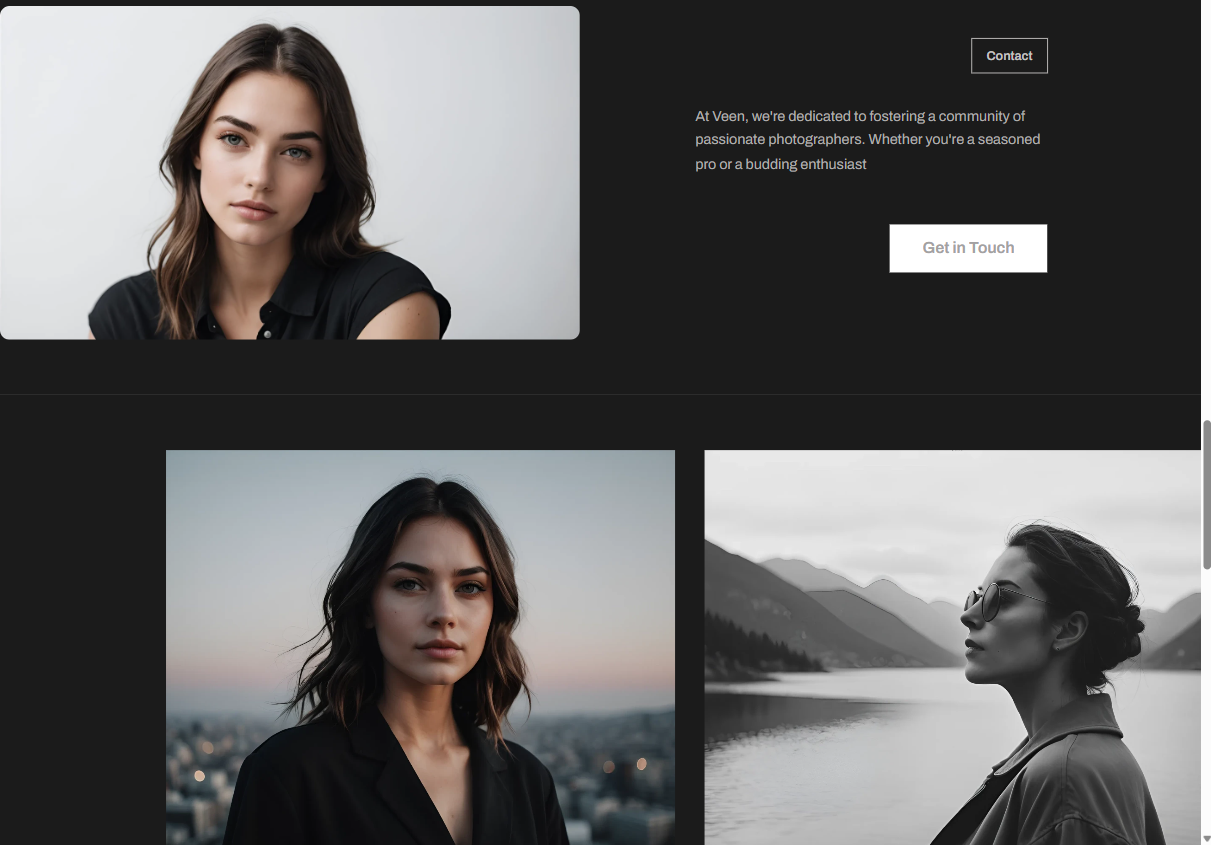 Contact
At Veen, we're dedicated to fostering a community of
passionate photographers. Whether you're a seasoned
pro or a budding enthusiast
Get in Touch